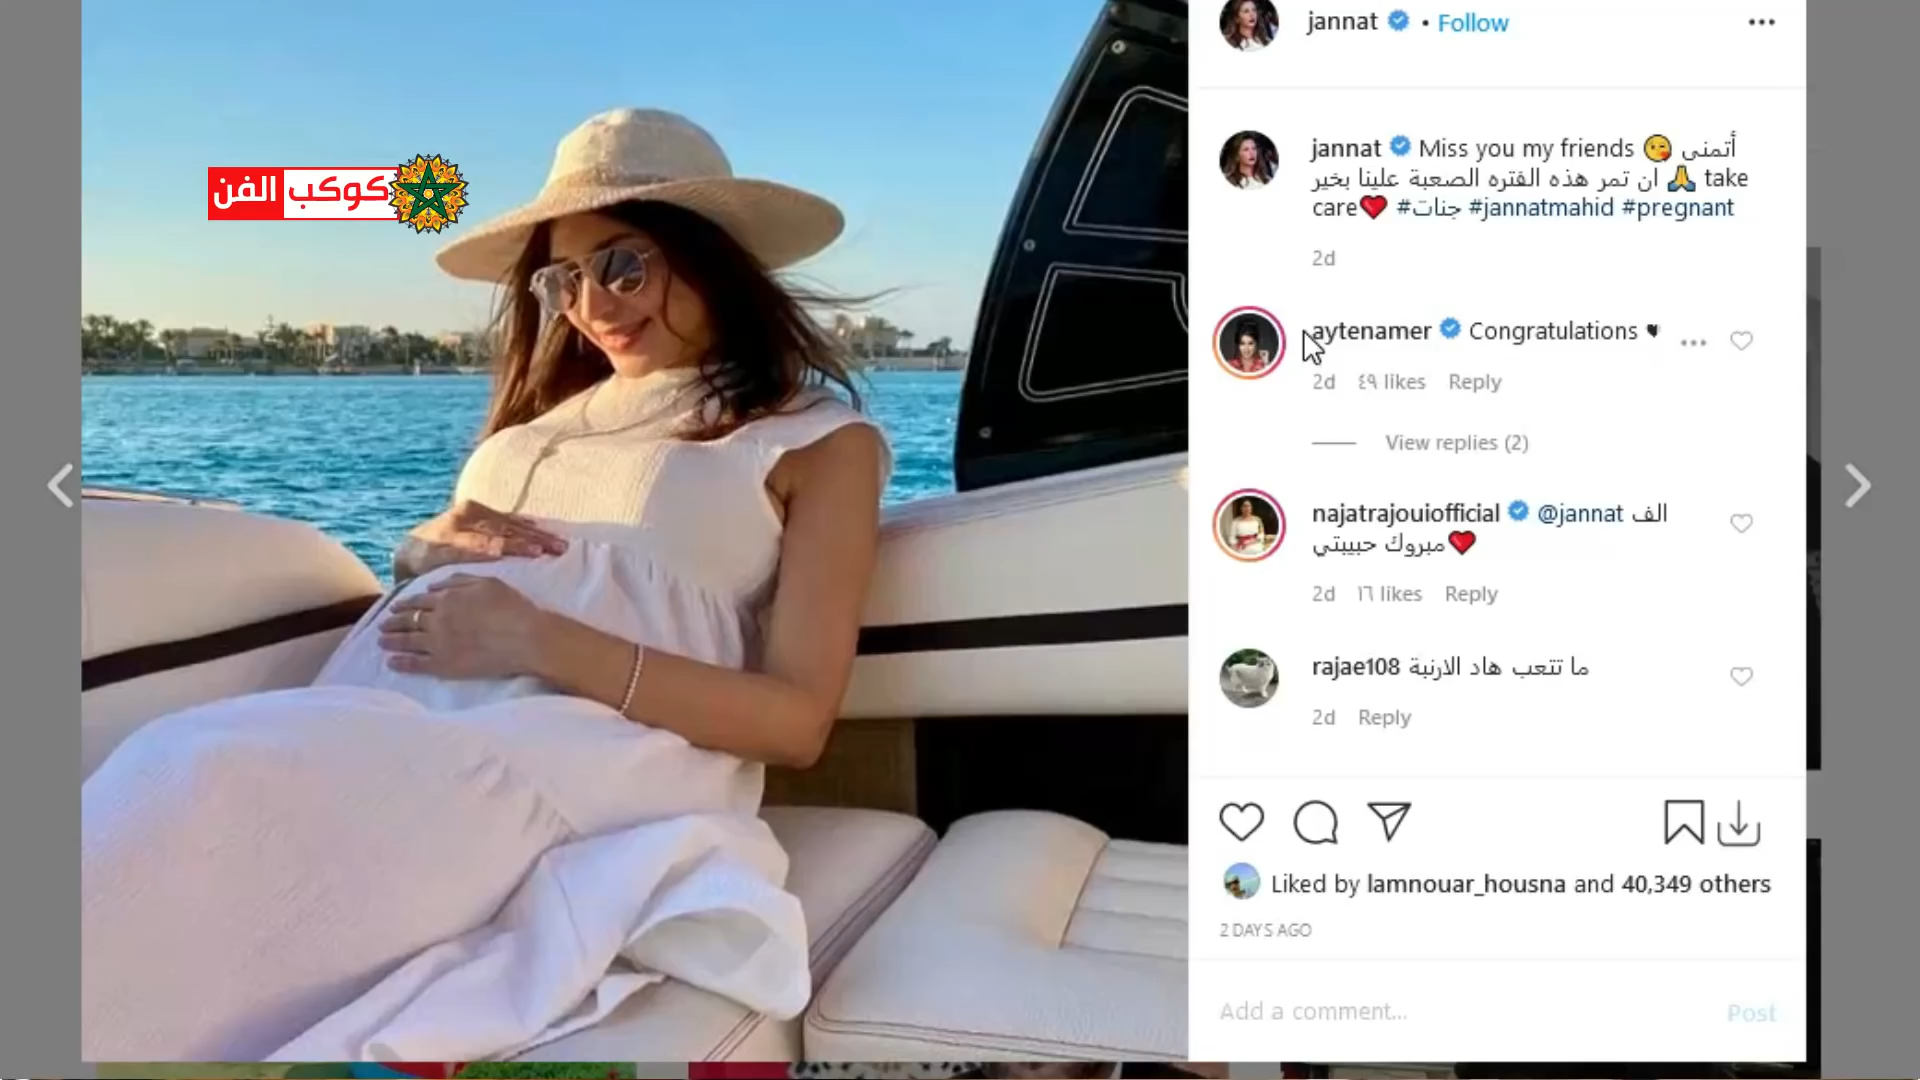 كوكب الفن
jannat • Follow
jannat Miss you my friends 😘 أتمنى
ان تمر هذه الفتره الصعبة علينا بخير 🙏 take
care❤️ #جنات #jannatmahid #pregnant
2d
aytenamer Congratulations ♥
2d ٤٩ likes Reply
View replies (2)
najatrajouiofficial @jannat الف
مبروك حبيبتي❤️
2d ١٦ likes Reply
rajae108 ما تتعب هاد الارنبة
2d Reply
Liked by lamnouar_housna and 40,349 others
2 DAYS AGO
Add a comment... Post